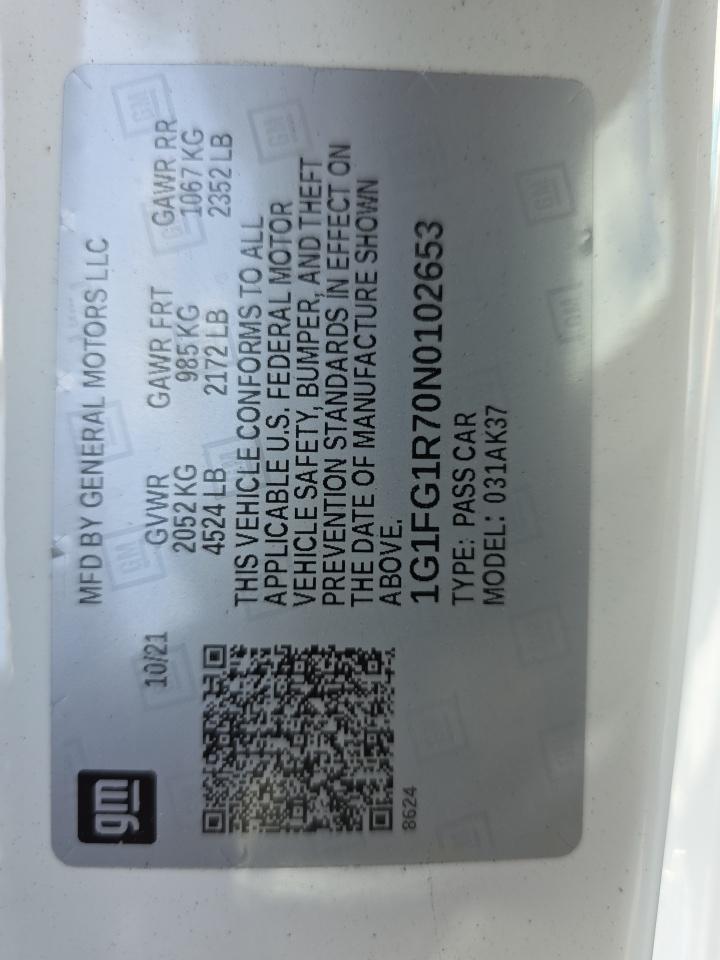 gm
MFD BY GENERAL MOTORS LLC
10/21
GVWR GAWR FRT GAWR RR
2052 KG 985 KG 1067 KG
4524 LB 2172 LB 2352 LB
THIS VEHICLE CONFORMS TO ALL
APPLICABLE U.S. FEDERAL MOTOR
VEHICLE SAFETY, BUMPER, AND THEFT
PREVENTION STANDARDS IN EFFECT ON
THE DATE OF MANUFACTURE SHOWN
ABOVE.
1G1FG1R70N0102653
TYPE: PASS CAR
MODEL: 031AK37
8624